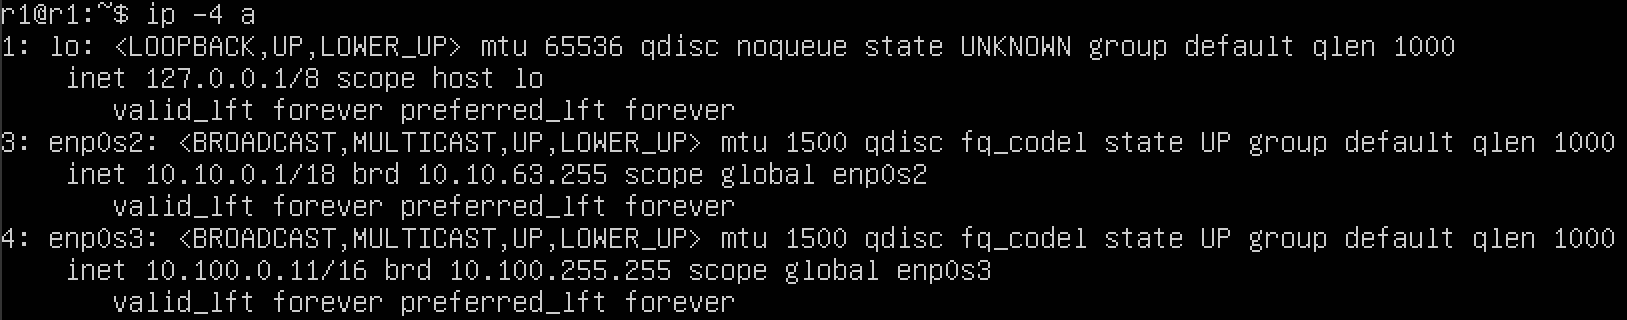 r1@r1:~$ ip -4 a
1: lo: <LOOPBACK,UP,LOWER_UP> mtu 65536 qdisc noqueue state UNKNOWN group default qlen 1000
    inet 127.0.0.1/8 scope host lo
       valid_lft forever preferred_lft forever
3: enp0s2: <BROADCAST,MULTICAST,UP,LOWER_UP> mtu 1500 qdisc fq_codel state UP group default qlen 1000
    inet 10.10.0.1/18 brd 10.10.63.255 scope global enp0s2
       valid_lft forever preferred_lft forever
4: enp0s3: <BROADCAST,MULTICAST,UP,LOWER_UP> mtu 1500 qdisc fq_codel state UP group default qlen 1000
    inet 10.100.0.11/16 brd 10.100.255.255 scope global enp0s3
       valid_lft forever preferred_lft forever